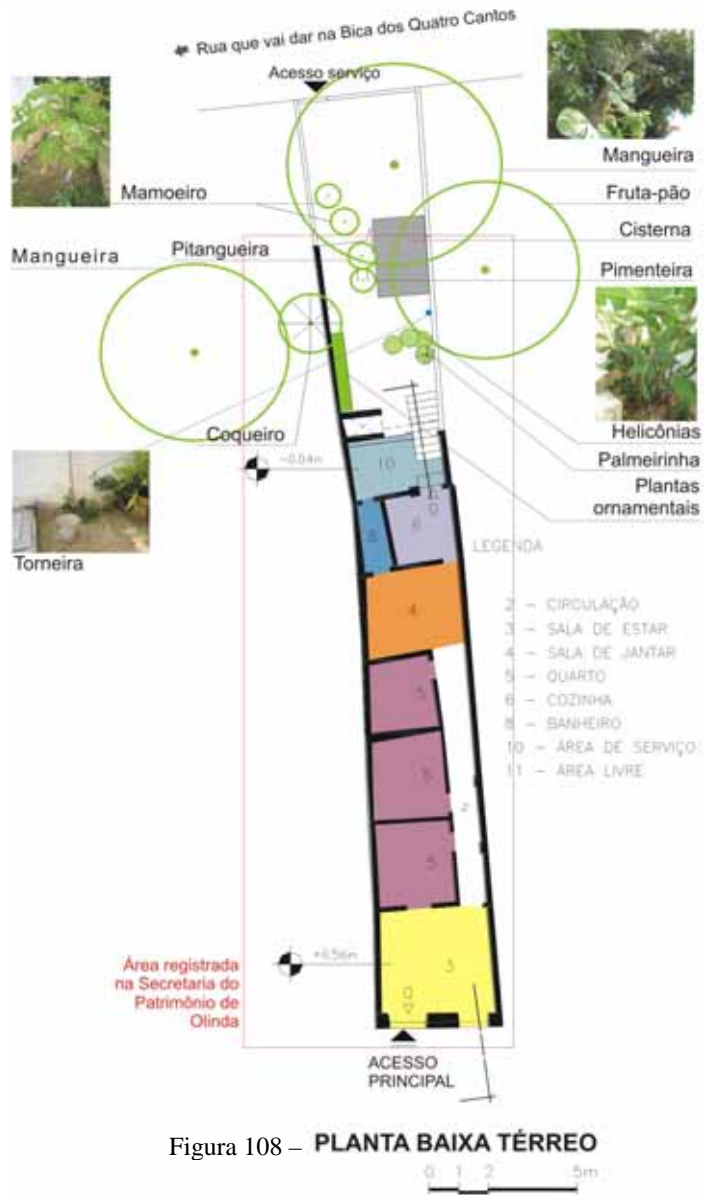 Rua que vai dar na Bica dos Quatro Cantos
Acesso serviço
Mangueira
Mamoeiro
Fruta-pão
Cisterna
Mangueira
Pitangueira
Pimenteira
Coqueiro
Helicônias
Palmeirinha
Plantas
ornamentais
Torneira
10
8
6
LEGENDA
4
2 – CIRCULAÇÃO
3 – SALA DE ESTAR
4 – SALA DE JANTAR
5 – QUARTO
6 – COZINHA
8 – BANHEIRO
10 – ÁREA DE SERVIÇO
11 – ÁREA LIVRE
5
5
2
5
Área registrada
na Secretaria do
Patrimônio de
Olinda
3
ACESSO
PRINCIPAL
Figura 108 – PLANTA BAIXA TÉRREO
0 1 2 5m